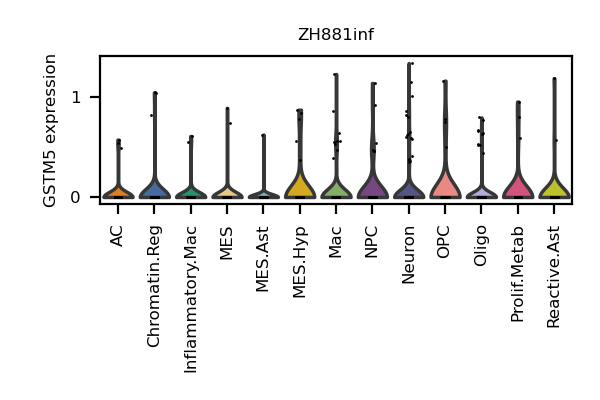 ZH881inf
GSTM5 expression
1
0
AC
Chromatin.Reg
Inflammatory.Mac
MES
MES.Ast
MES.Hyp
Mac
NPC
Neuron
OPC
Oligo
Prolif.Metab
Reactive.Ast